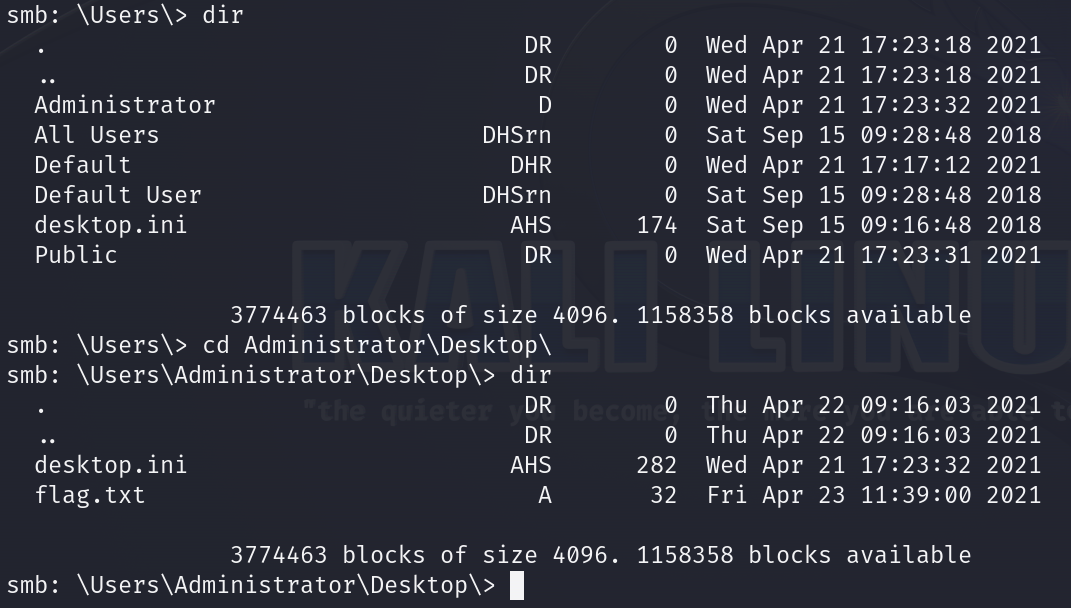 smb: \Users\> dir
. DR 0 Wed Apr 21 17:23:18 2021
.. DR 0 Wed Apr 21 17:23:18 2021
Administrator D 0 Wed Apr 21 17:23:32 2021
All Users DHSrn 0 Sat Sep 15 09:28:48 2018
Default DHR 0 Wed Apr 21 17:17:12 2021
Default User DHSrn 0 Sat Sep 15 09:28:48 2018
desktop.ini AHS 174 Sat Sep 15 09:16:48 2018
Public DR 0 Wed Apr 21 17:23:31 2021
KALI LINU
3774463 blocks of size 4096. 1158358 blocks available
smb: \Users\> cd Administrator\Desktop\
smb: \Users\Administrator\Desktop\> dir
. DR 0 Thu Apr 22 09:16:03 2021
"the quieter you become, the
.. DR 0 Thu Apr 22 09:16:03 2021
desktop.ini AHS 282 Wed Apr 21 17:23:32 2021
flag.txt A 32 Fri Apr 23 11:39:00 2021
3774463 blocks of size 4096. 1158358 blocks available
smb: \Users\Administrator\Desktop\>